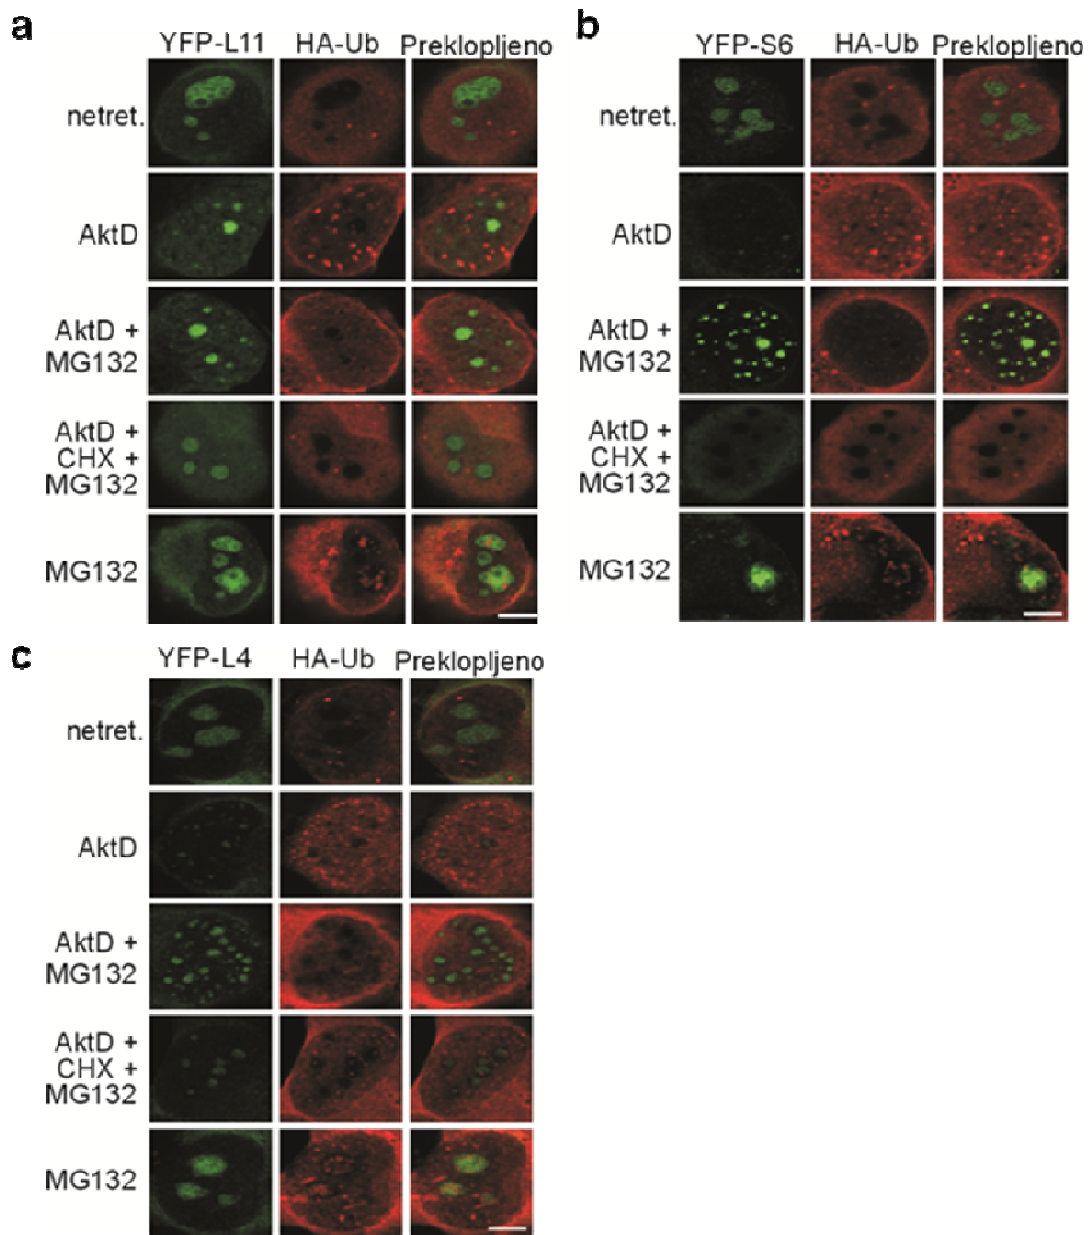 a
YFP-L11 HA-Ub Preklopljeno
netret.
AktD
AktD +
MG132
AktD +
CHX +
MG132
MG132
b
YFP-S6 HA-Ub Preklopljeno
netret.
AktD
AktD +
MG132
AktD +
CHX +
MG132
MG132
c
YFP-L4 HA-Ub Preklopljeno
netret.
AktD
AktD +
MG132
AktD +
CHX +
MG132
MG132